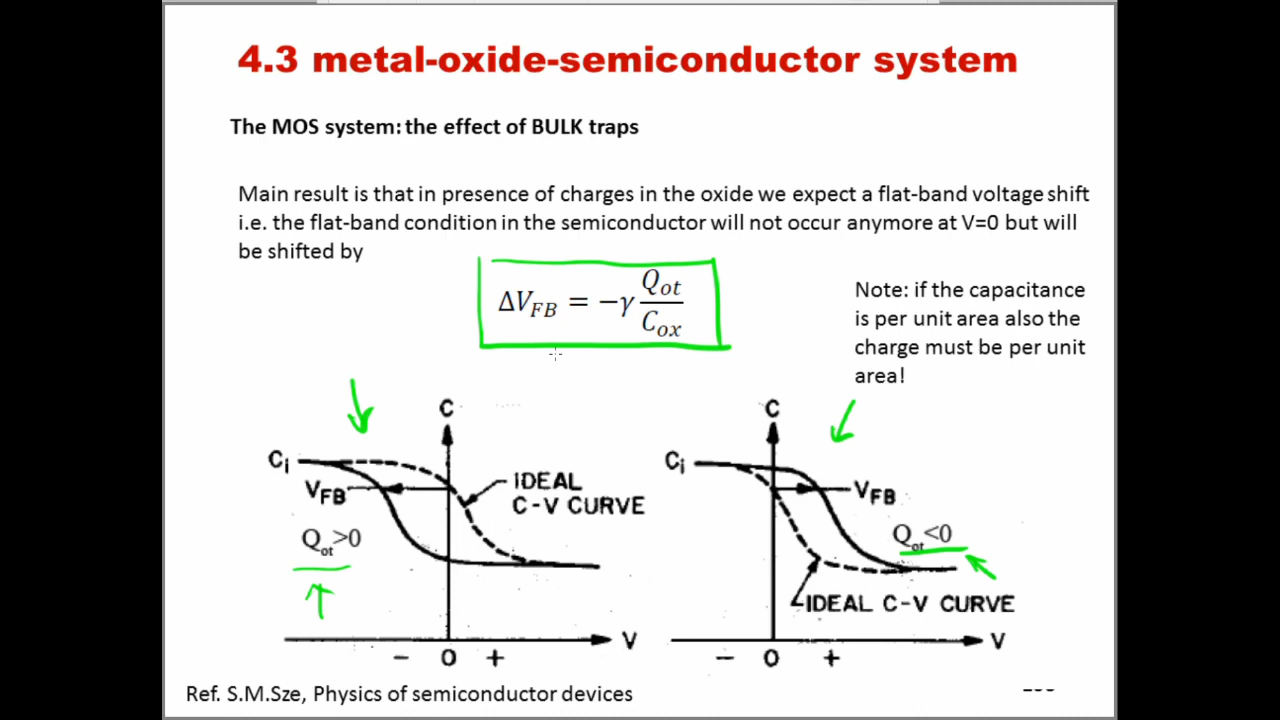 4.3 metal-oxide-semiconductor system
The MOS system: the effect of BULK traps
Main result is that in presence of charges in the oxide we expect a flat-band voltage shift
i.e. the flat-band condition in the semiconductor will not occur anymore at V=0 but will
be shifted by
ΔV_FB = −γ Q_ot / C_ox
Note: if the capacitance
is per unit area also the
charge must be per unit
area!
C
C_i
IDEAL
C-V CURVE
V_FB
Q_ot>0
V
− 0 +
C
C_i
V_FB
Q_ot<0
IDEAL C-V CURVE
V
− 0 +
Ref. S.M.Sze, Physics of semiconductor devices